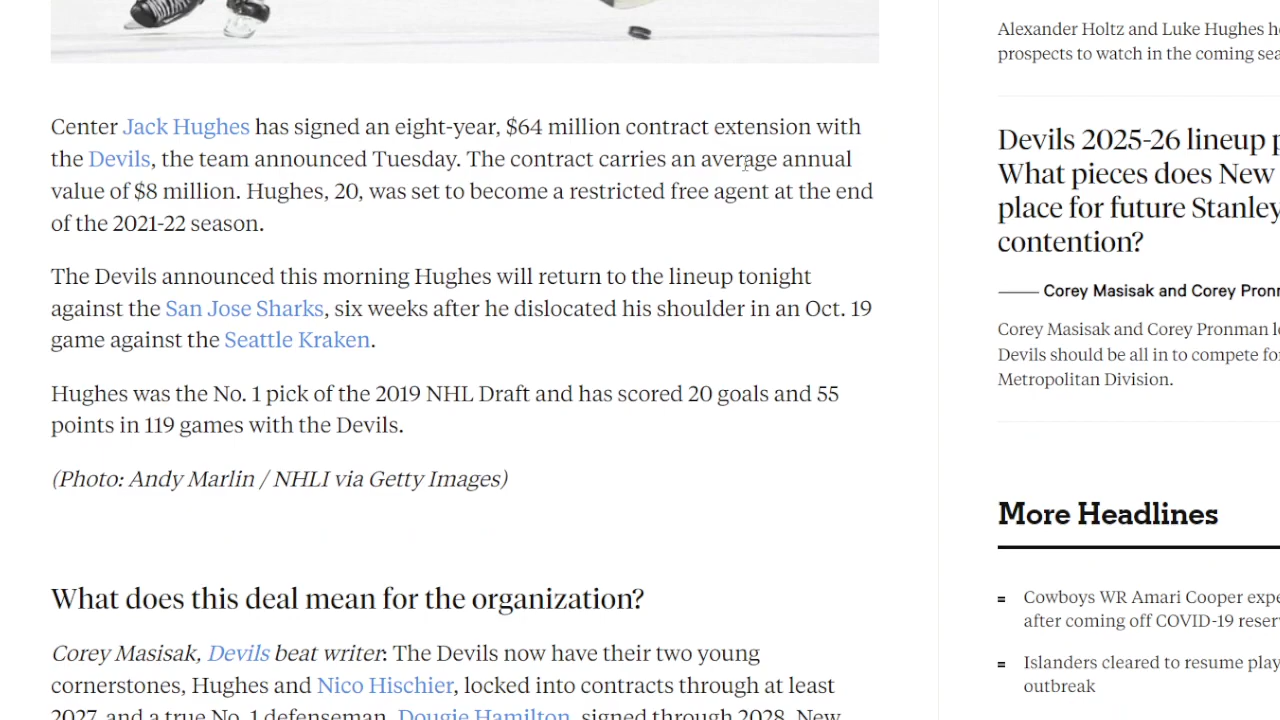 Center Jack Hughes has signed an eight-year, $64 million contract extension with
the Devils, the team announced Tuesday. The contract carries an average annual
value of $8 million. Hughes, 20, was set to become a restricted free agent at the end
of the 2021-22 season.
The Devils announced this morning Hughes will return to the lineup tonight
against the San Jose Sharks, six weeks after he dislocated his shoulder in an Oct. 19
game against the Seattle Kraken.
Hughes was the No. 1 pick of the 2019 NHL Draft and has scored 20 goals and 55
points in 119 games with the Devils.
(Photo: Andy Marlin / NHLI via Getty Images)
What does this deal mean for the organization?
Corey Masisak, Devils beat writer: The Devils now have their two young
cornerstones, Hughes and Nico Hischier, locked into contracts through at least
2027, and a true No. 1 defenseman, Dougie Hamilton, signed through 2028. New
Alexander Holtz and Luke Hughes
prospects to watch in the coming
Devils 2025-26 lineup
What pieces does New
place for future Stanley
contention?
Corey Masisak and Corey
Corey Masisak and Corey Pronman
Devils should be all in to compete
Metropolitan Division.
More Headlines
Cowboys WR Amari Cooper
after coming off COVID-19
Islanders cleared to resume play
outbreak